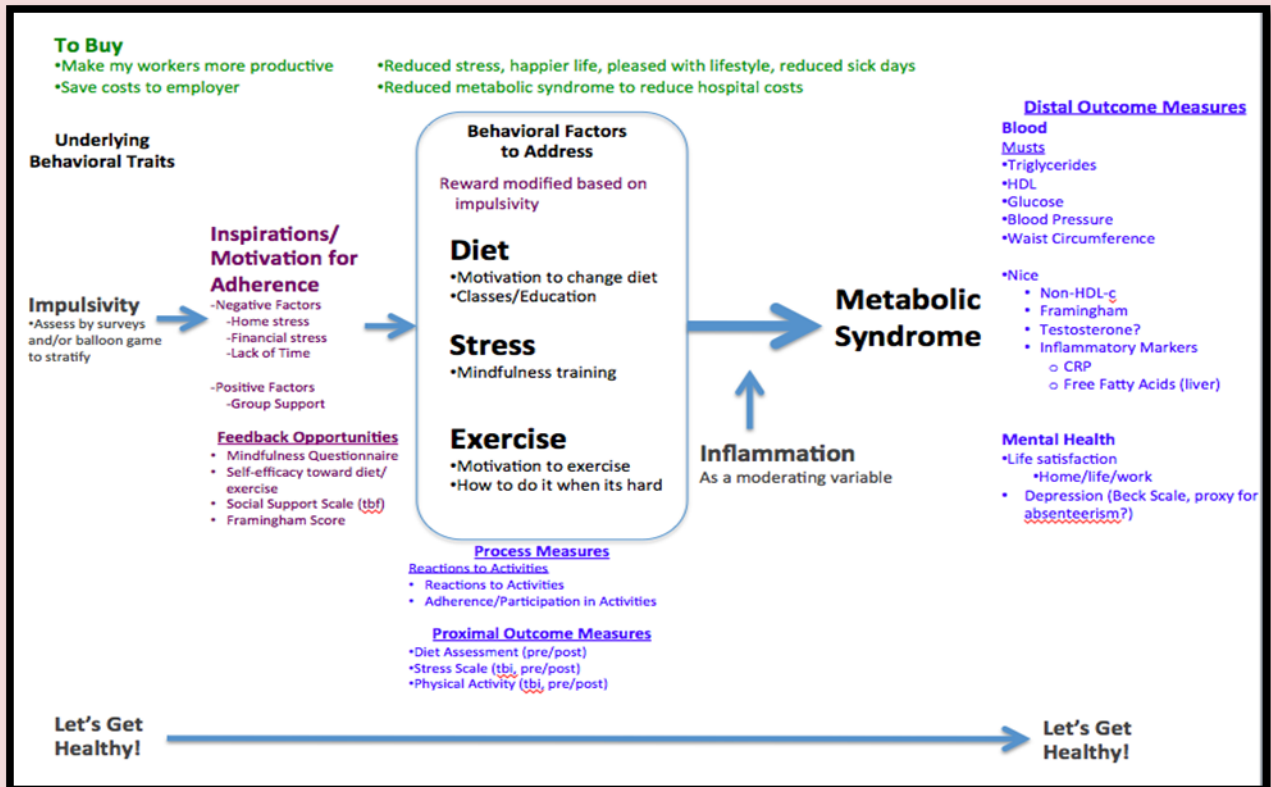 To Buy
•Make my workers more productive
•Save costs to employer
•Reduced stress, happier life, pleased with lifestyle, reduced sick days
•Reduced metabolic syndrome to reduce hospital costs
Underlying
Behavioral Traits
Impulsivity
•Assess by surveys
and/or balloon game
to stratify
Inspirations/
Motivation for
Adherence
-Negative Factors
-Home stress
-Financial stress
-Lack of Time
-Positive Factors
-Group Support
Feedback Opportunities
• Mindfulness Questionnaire
• Self-efficacy toward diet/
exercise
• Social Support Scale (tbf)
• Framingham Score
Behavioral Factors
to Address
Reward modified based on
impulsivity
Diet
•Motivation to change diet
•Classes/Education
Stress
•Mindfulness training
Exercise
•Motivation to exercise
•How to do it when its hard
Process Measures
Reactions to Activities
• Reactions to Activities
• Adherence/Participation in Activities
Proximal Outcome Measures
•Diet Assessment (pre/post)
•Stress Scale (tbi, pre/post)
•Physical Activity (tbi, pre/post)
Metabolic
Syndrome
Inflammation
As a moderating variable
Distal Outcome Measures
Blood
Musts
•Triglycerides
•HDL
•Glucose
•Blood Pressure
•Waist Circumference
•Nice
• Non-HDL-c
• Framingham
• Testosterone?
• Inflammatory Markers
o CRP
o Free Fatty Acids (liver)
Mental Health
•Life satisfaction
•Home/life/work
• Depression (Beck Scale, proxy for
absenteerism?)
Let's Get
Healthy!
Let's Get
Healthy!